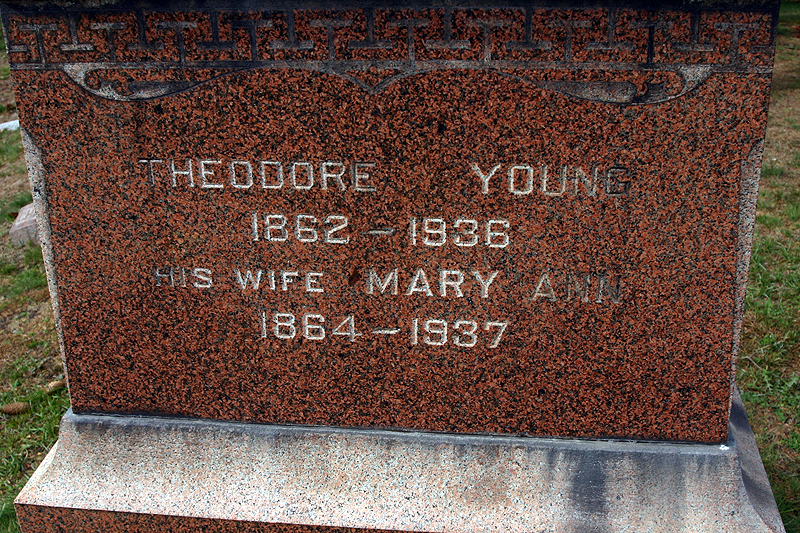 THEODORE YOUNG
1862 - 1936
HIS WIFE MARY ANN
1864 - 1937